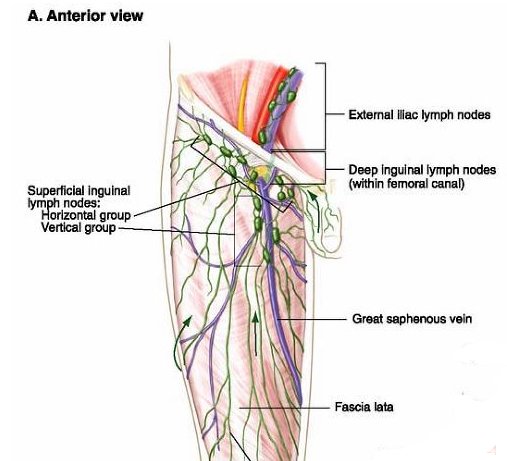 A. Anterior view
External iliac lymph nodes
Deep inguinal lymph nodes
(within femoral canal)
Superficial inguinal
lymph nodes:
Horizontal group
Vertical group
Great saphenous vein
Fascia lata